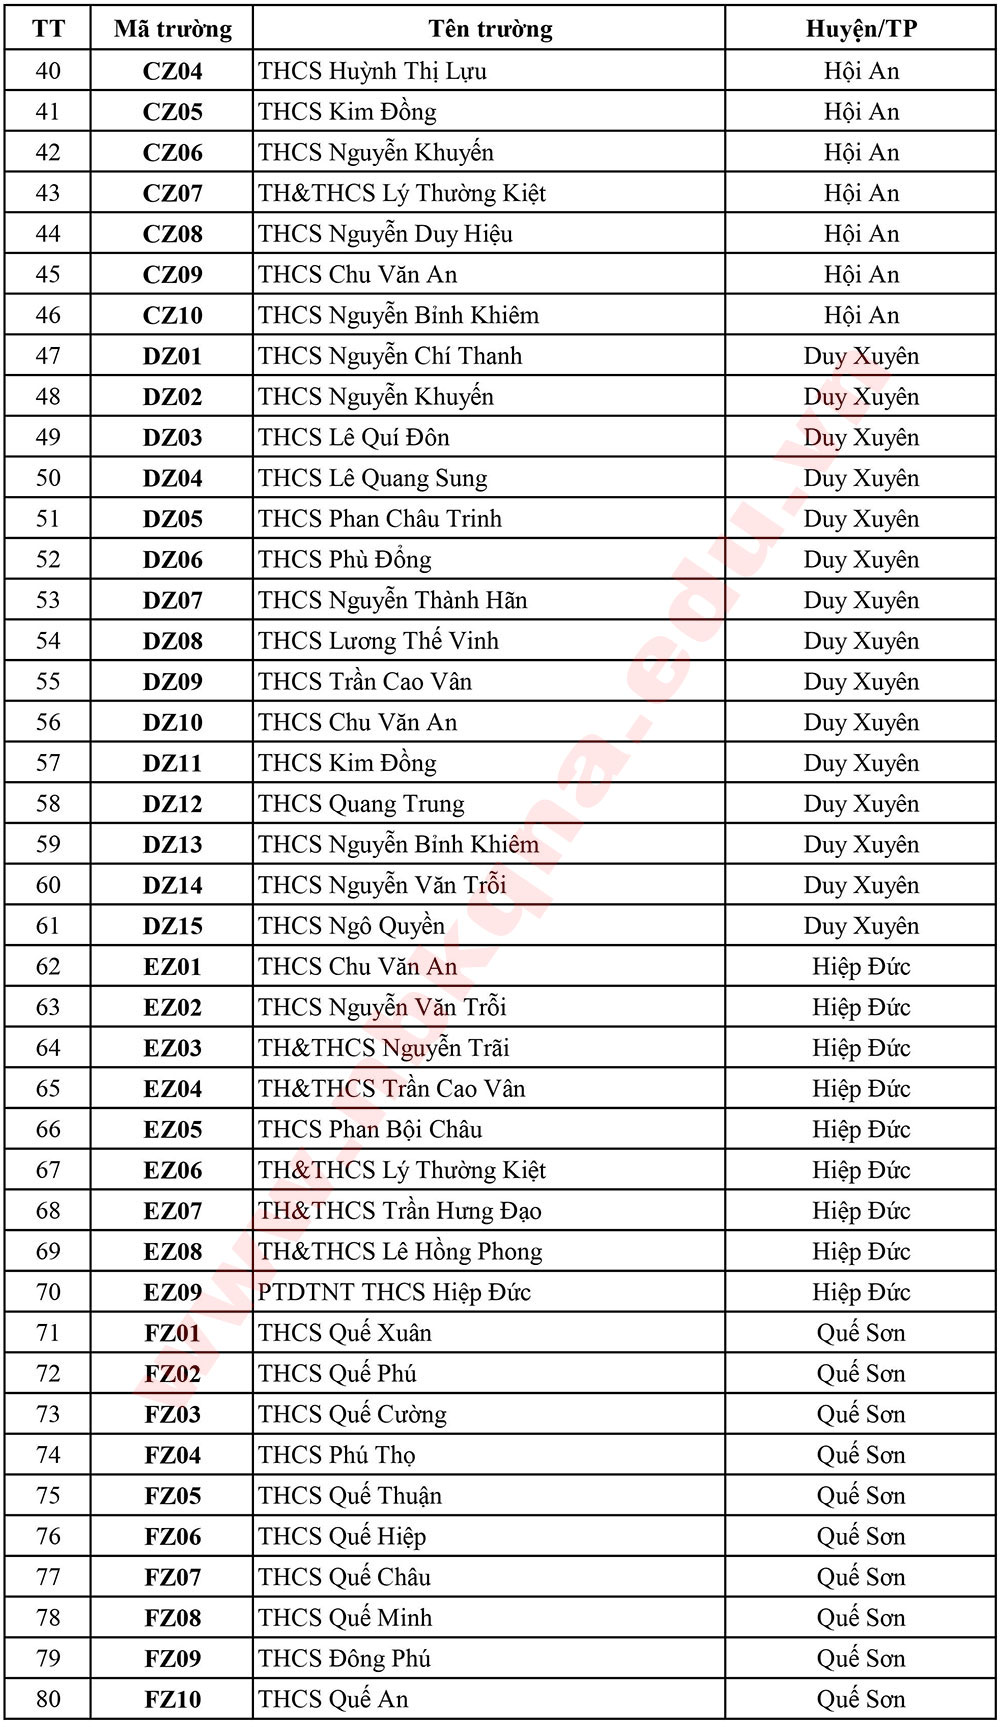 TT Mã trường Tên trường Huyện/TP
40 CZ04 THCS Huỳnh Thị Lựu Hội An
41 CZ05 THCS Kim Đồng Hội An
42 CZ06 THCS Nguyễn Khuyến Hội An
43 CZ07 TH&THCS Lý Thường Kiệt Hội An
44 CZ08 THCS Nguyễn Duy Hiệu Hội An
45 CZ09 THCS Chu Văn An Hội An
46 CZ10 THCS Nguyễn Bỉnh Khiêm Hội An
47 DZ01 THCS Nguyễn Chí Thanh Duy Xuyên
48 DZ02 THCS Nguyễn Khuyến Duy Xuyên
49 DZ03 THCS Lê Quí Đôn Duy Xuyên
50 DZ04 THCS Lê Quang Sung Duy Xuyên
51 DZ05 THCS Phan Châu Trinh Duy Xuyên
52 DZ06 THCS Phù Đổng Duy Xuyên
53 DZ07 THCS Nguyễn Thành Hãn Duy Xuyên
54 DZ08 THCS Lương Thế Vinh Duy Xuyên
55 DZ09 THCS Trần Cao Vân Duy Xuyên
56 DZ10 THCS Chu Văn An Duy Xuyên
57 DZ11 THCS Kim Đồng Duy Xuyên
58 DZ12 THCS Quang Trung Duy Xuyên
59 DZ13 THCS Nguyễn Bỉnh Khiêm Duy Xuyên
60 DZ14 THCS Nguyễn Văn Trỗi Duy Xuyên
61 DZ15 THCS Ngô Quyền Duy Xuyên
62 EZ01 THCS Chu Văn An Hiệp Đức
63 EZ02 THCS Nguyễn Văn Trỗi Hiệp Đức
64 EZ03 TH&THCS Nguyễn Trãi Hiệp Đức
65 EZ04 TH&THCS Trần Cao Vân Hiệp Đức
66 EZ05 THCS Phan Bội Châu Hiệp Đức
67 EZ06 TH&THCS Lý Thường Kiệt Hiệp Đức
68 EZ07 TH&THCS Trần Hưng Đạo Hiệp Đức
69 EZ08 TH&THCS Lê Hồng Phong Hiệp Đức
70 EZ09 PTDTNT THCS Hiệp Đức Hiệp Đức
71 FZ01 THCS Quế Xuân Quế Sơn
72 FZ02 THCS Quế Phú Quế Sơn
73 FZ03 THCS Quế Cường Quế Sơn
74 FZ04 THCS Phú Thọ Quế Sơn
75 FZ05 THCS Quế Thuận Quế Sơn
76 FZ06 THCS Quế Hiệp Quế Sơn
77 FZ07 THCS Quế Châu Quế Sơn
78 FZ08 THCS Quế Minh Quế Sơn
79 FZ09 THCS Đông Phú Quế Sơn
80 FZ10 THCS Quế An Quế Sơn
www.nbkqna.edu.vn